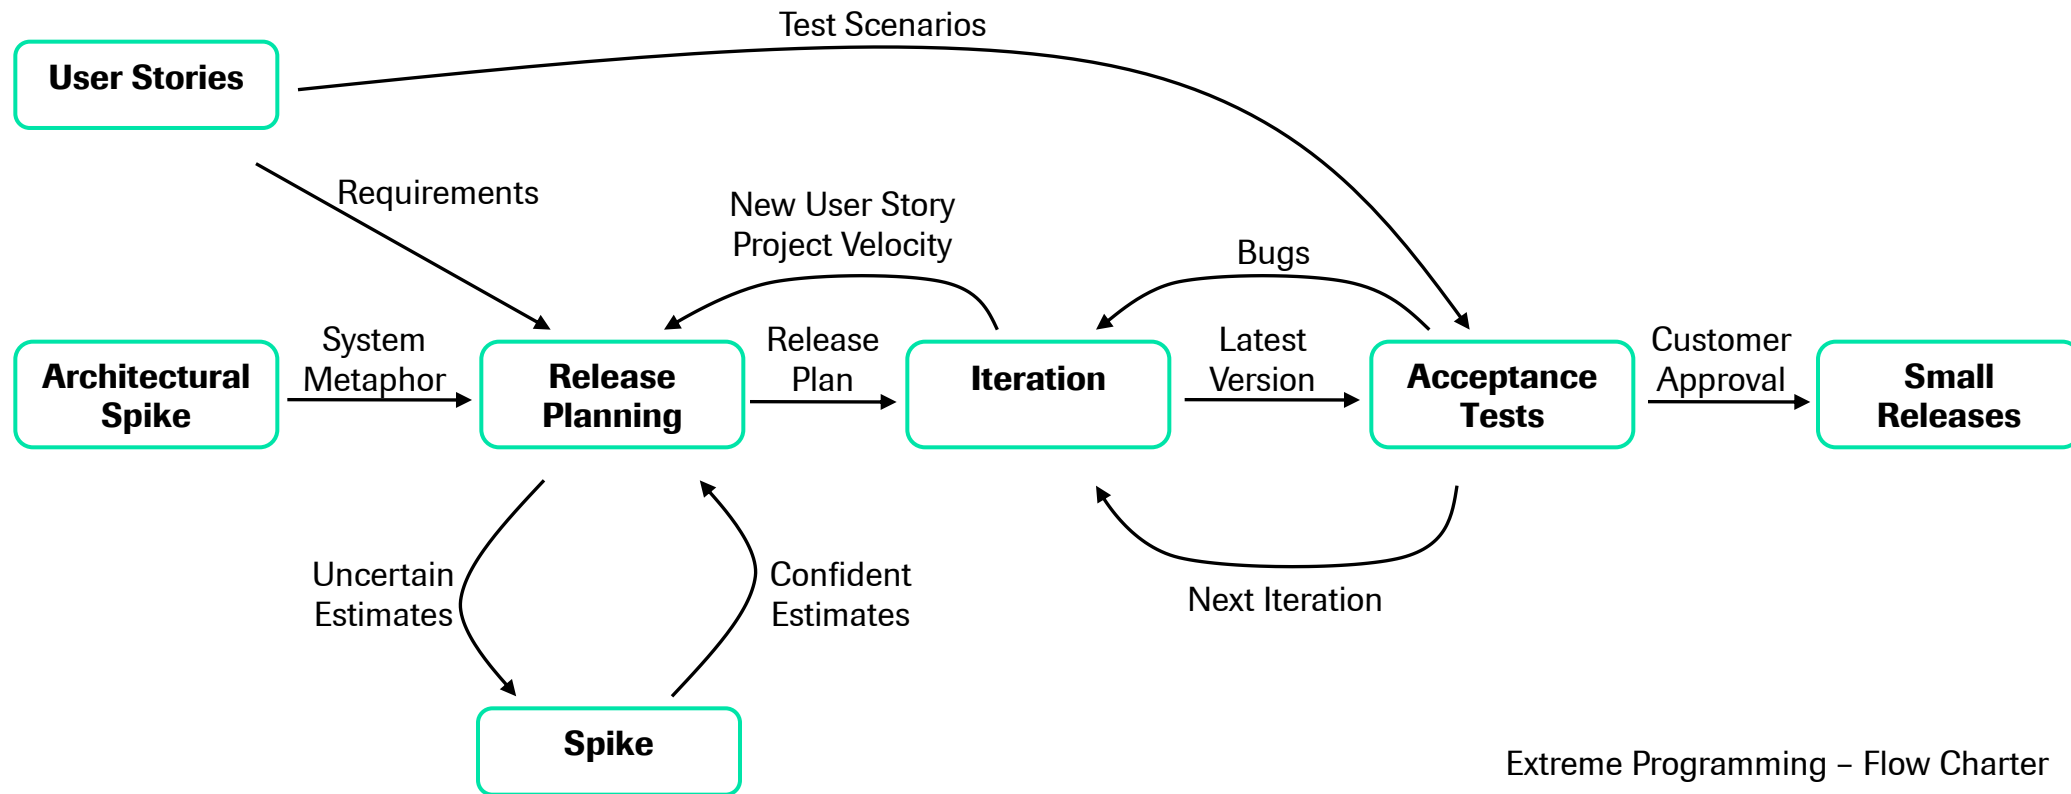 Test Scenarios
User Stories
Requirements
New User Story
Project Velocity
Bugs
Architectural
Spike
System
Metaphor
Release
Planning
Release
Plan
Iteration
Latest
Version
Acceptance
Tests
Customer
Approval
Small
Releases
Uncertain
Estimates
Confident
Estimates
Next Iteration
Spike
Extreme Programming – Flow Charter